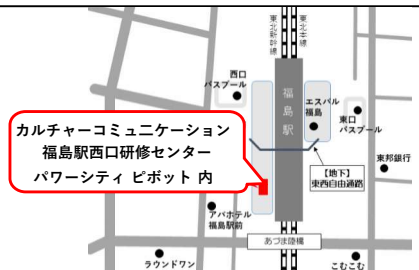 東北新幹線
東北本線
西口
バスプール
福島駅
エスパル
福島
東口
バスプール
カルチャーコミュニケーション
福島駅西口研修センター
パワーシティ ピボット 内
【地下】
東西自由通路
東邦銀行
アパホテル
福島駅前
あづま陸橋
ラウンドワン
こむこむ